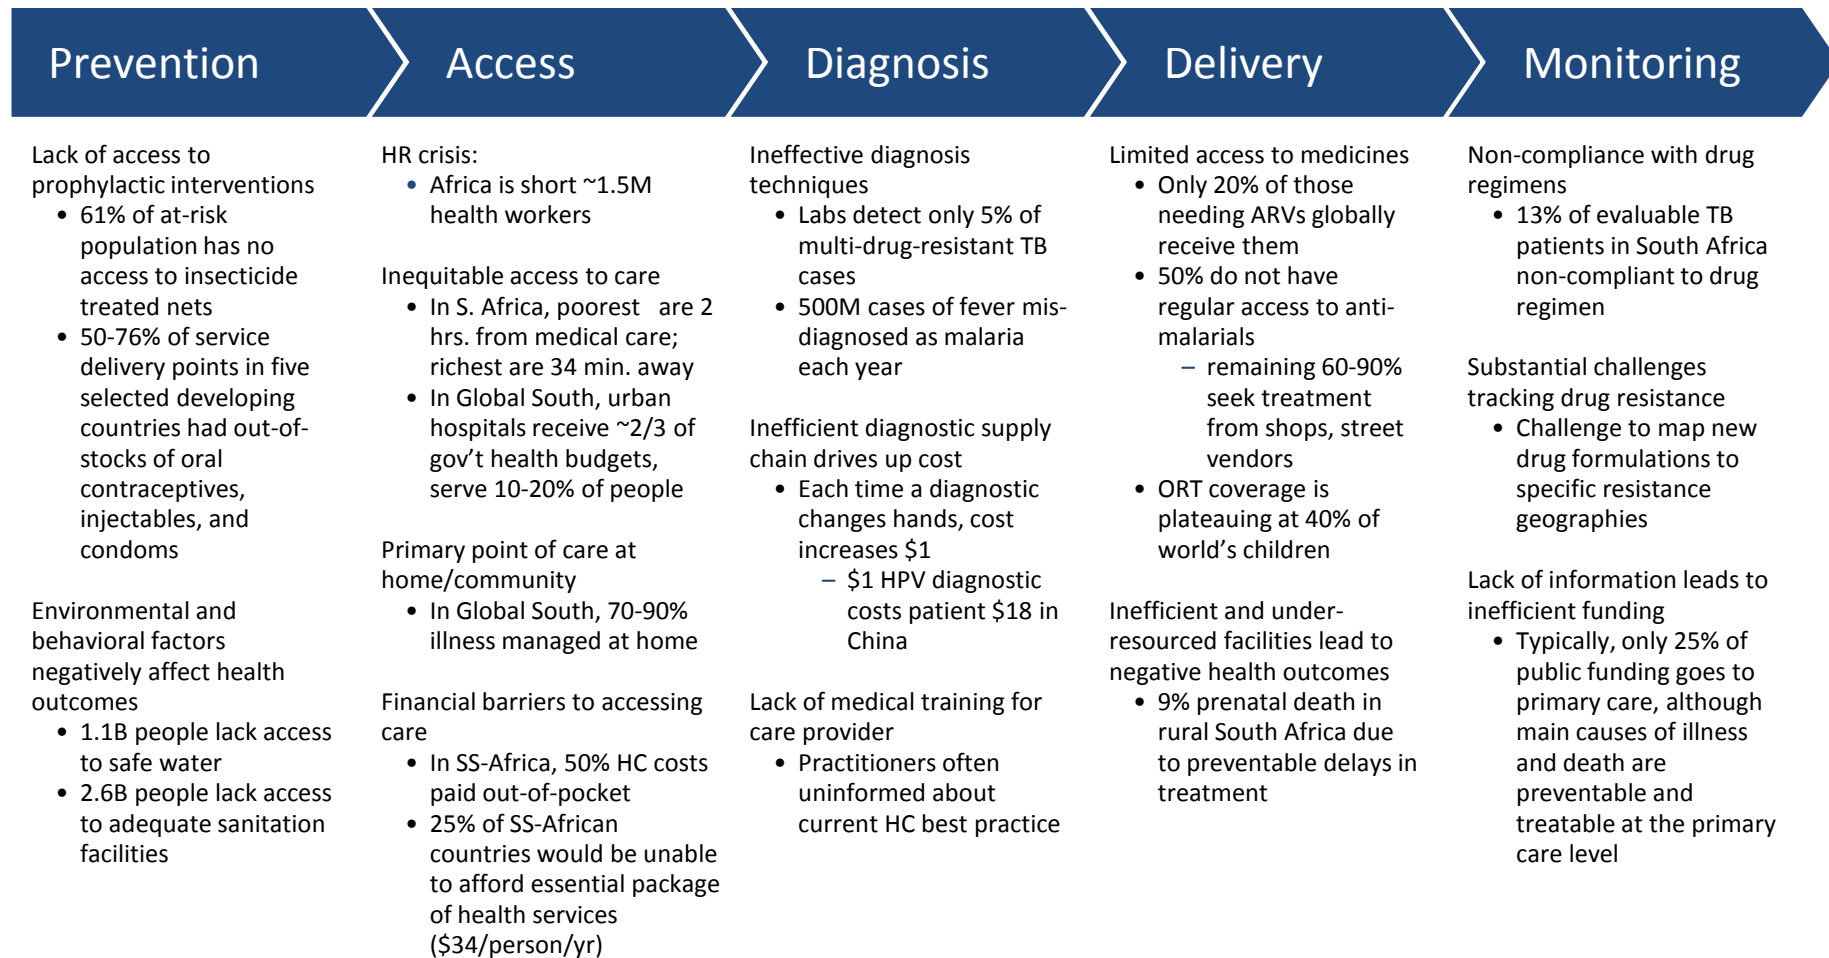 Prevention
Access
Diagnosis
Delivery
Monitoring
Lack of access to
prophylactic interventions
• 61% of at-risk
population has no
access to insecticide
treated nets
• 50-76% of service
delivery points in five
selected developing
countries had out-of-
stocks of oral
contraceptives,
injectables, and
condoms
Environmental and
behavioral factors
negatively affect health
outcomes
• 1.1B people lack access
to safe water
• 2.6B people lack access
to adequate sanitation
facilities
HR crisis:
• Africa is short ~1.5M
health workers
Inequitable access to care
• In S. Africa, poorest are 2
hrs. from medical care;
richest are 34 min. away
• In Global South, urban
hospitals receive ~2/3 of
gov't health budgets,
serve 10-20% of people
Primary point of care at
home/community
• In Global South, 70-90%
illness managed at home
Financial barriers to accessing
care
• In SS-Africa, 50% HC costs
paid out-of-pocket
• 25% of SS-African
countries would be unable
to afford essential package
of health services
($34/person/yr)
Ineffective diagnosis
techniques
• Labs detect only 5% of
multi-drug-resistant TB
cases
• 500M cases of fever mis-
diagnosed as malaria
each year
Inefficient diagnostic supply
chain drives up cost
• Each time a diagnostic
changes hands, cost
increases $1
– $1 HPV diagnostic
costs patient $18 in
China
Lack of medical training for
care provider
• Practitioners often
uninformed about
current HC best practice
Limited access to medicines
• Only 20% of those
needing ARVs globally
receive them
• 50% do not have
regular access to anti-
malarials
– remaining 60-90%
seek treatment
from shops, street
vendors
• ORT coverage is
plateauing at 40% of
world's children
Inefficient and under-
resourced facilities lead to
negative health outcomes
• 9% prenatal death in
rural South Africa due
to preventable delays in
treatment
Non-compliance with drug
regimens
• 13% of evaluable TB
patients in South Africa
non-compliant to drug
regimen
Substantial challenges
tracking drug resistance
• Challenge to map new
drug formulations to
specific resistance
geographies
Lack of information leads to
inefficient funding
• Typically, only 25% of
public funding goes to
primary care, although
main causes of illness
and death are
preventable and
treatable at the primary
care level